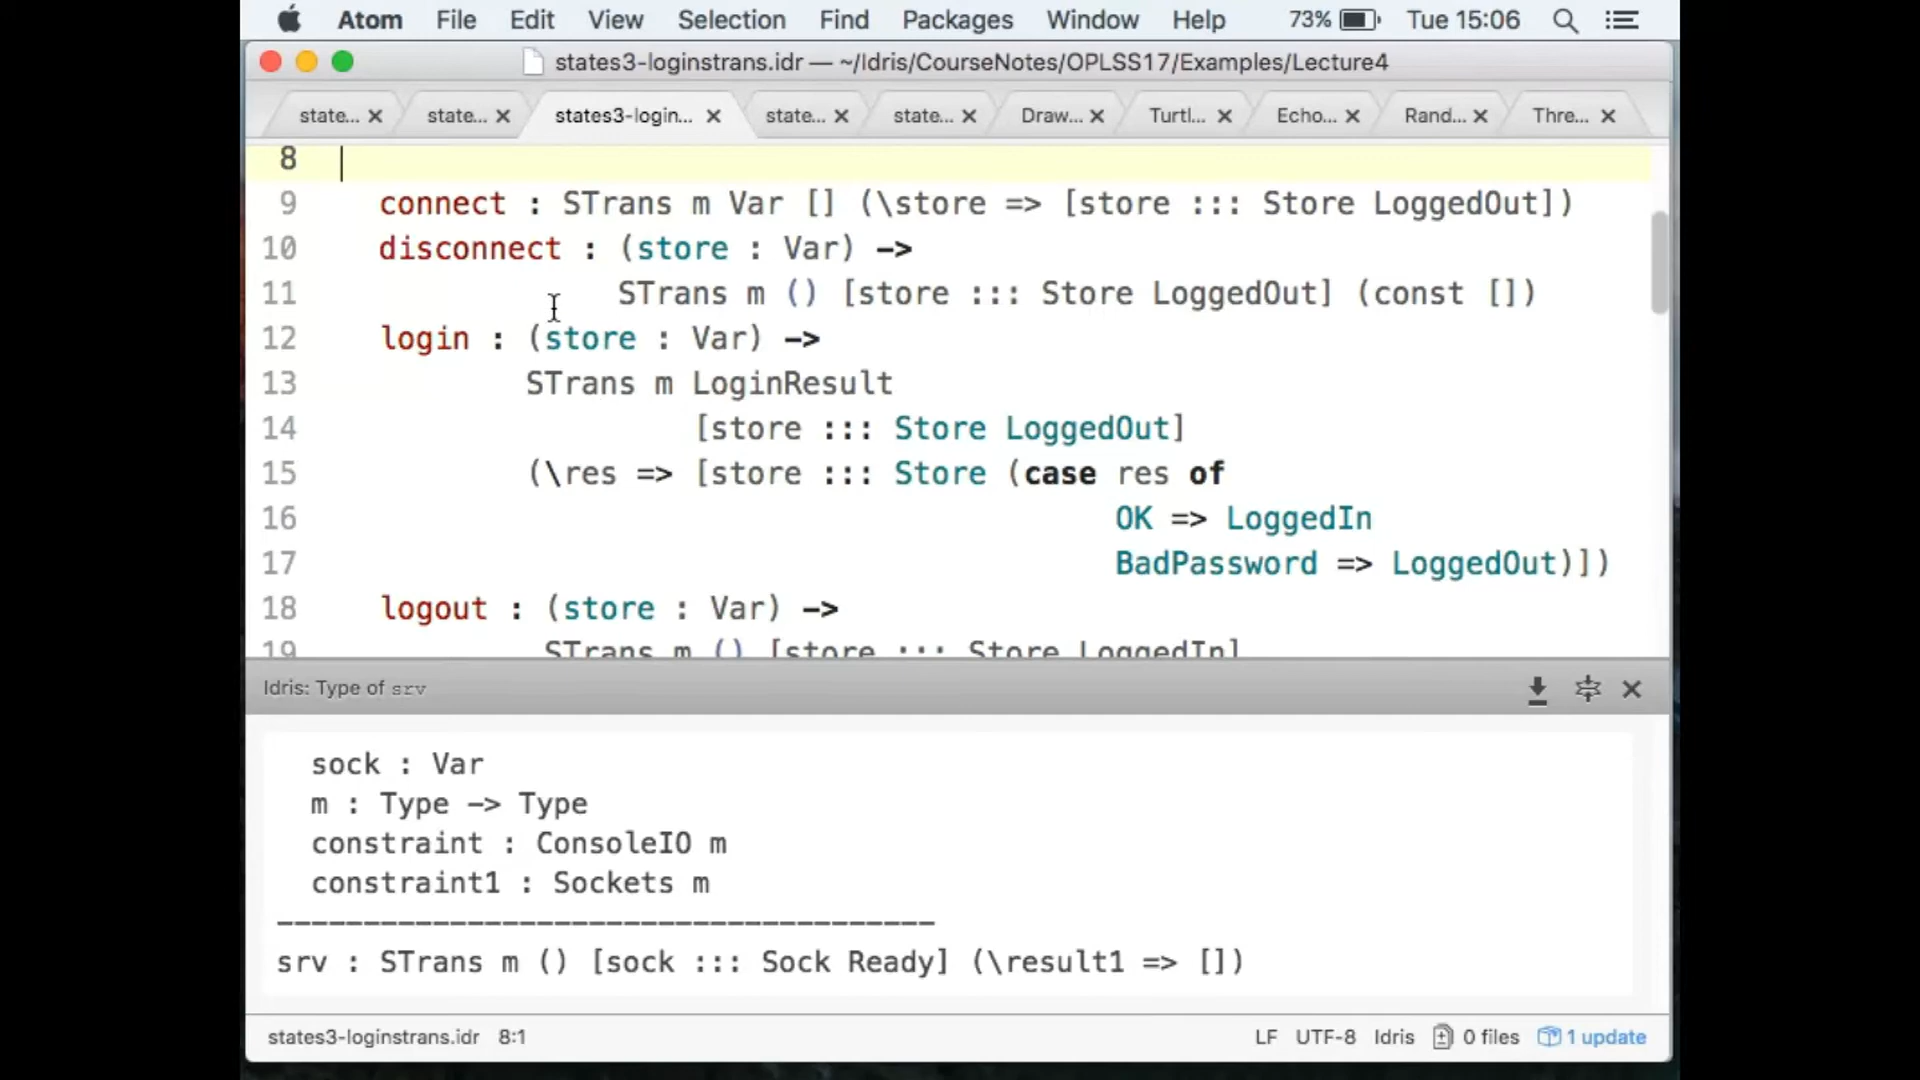 Atom File Edit View Selection Find Packages Window Help 73% Tue 15:06
states3-loginstrans.idr — ~/Idris/CourseNotes/OPLSS17/Examples/Lecture4
state... state... states3-login... state... state... Draw... Turtl... Echo... Rand... Thre...
8
9 connect : STrans m Var [] (\store => [store ::: Store LoggedOut])
10 disconnect : (store : Var) ->
11 STrans m () [store ::: Store LoggedOut] (const [])
12 login : (store : Var) ->
13 STrans m LoginResult
14 [store ::: Store LoggedOut]
15 (\res => [store ::: Store (case res of
16 OK => LoggedIn
17 BadPassword => LoggedOut)])
18 logout : (store : Var) ->
19 STrans m () [store ::: Store LoggedIn]
Idris: Type of srv
sock : Var
m : Type -> Type
constraint : ConsoleIO m
constraint1 : Sockets m
--------------------------------------
srv : STrans m () [sock ::: Sock Ready] (\result1 => [])
states3-loginstrans.idr 8:1 LF UTF-8 Idris 0 files 1 update